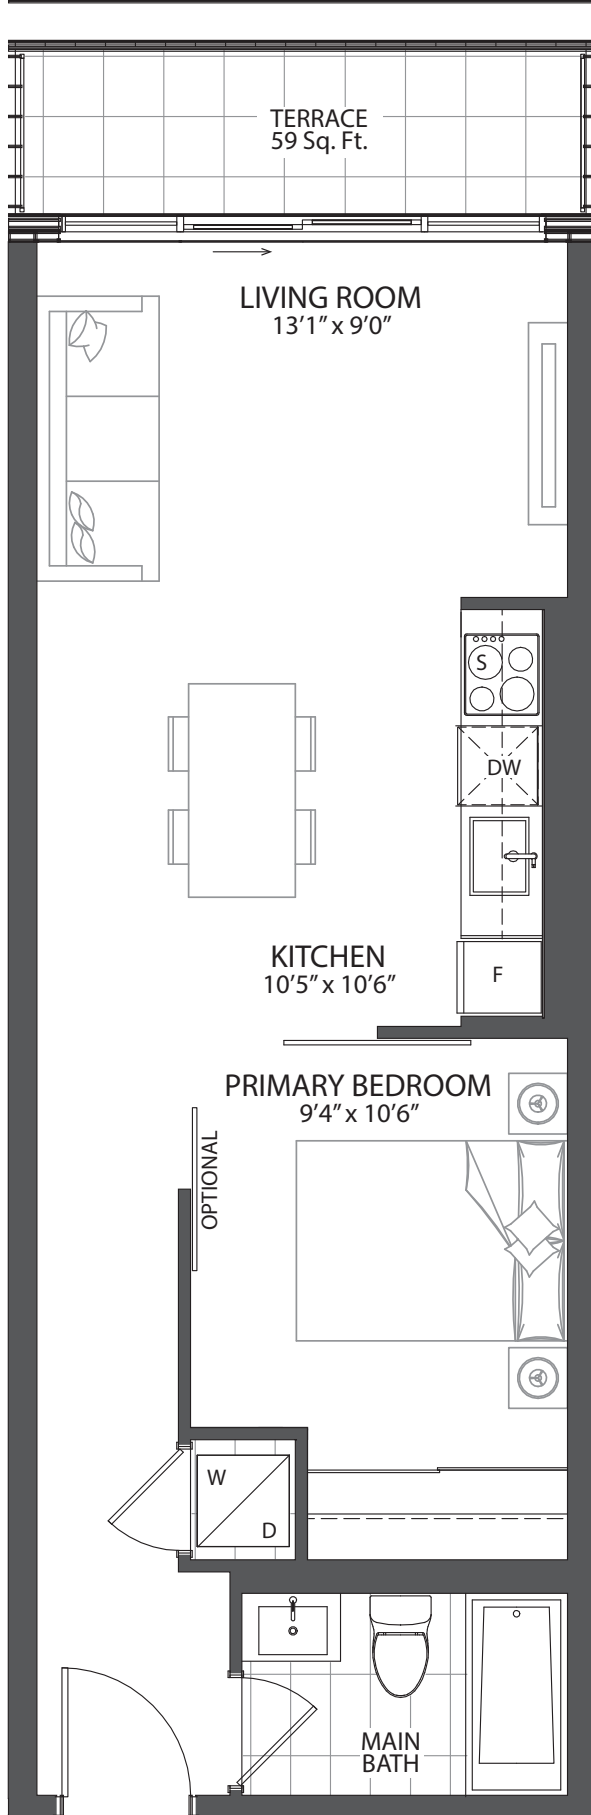 TERRACE
59 Sq. Ft.
LIVING ROOM
13’1” x 9’0”
S
DW
KITCHEN
10’5” x 10’6”
F
PRIMARY BEDROOM
9’4” x 10’6”
OPTIONAL
W
D
MAIN
BATH